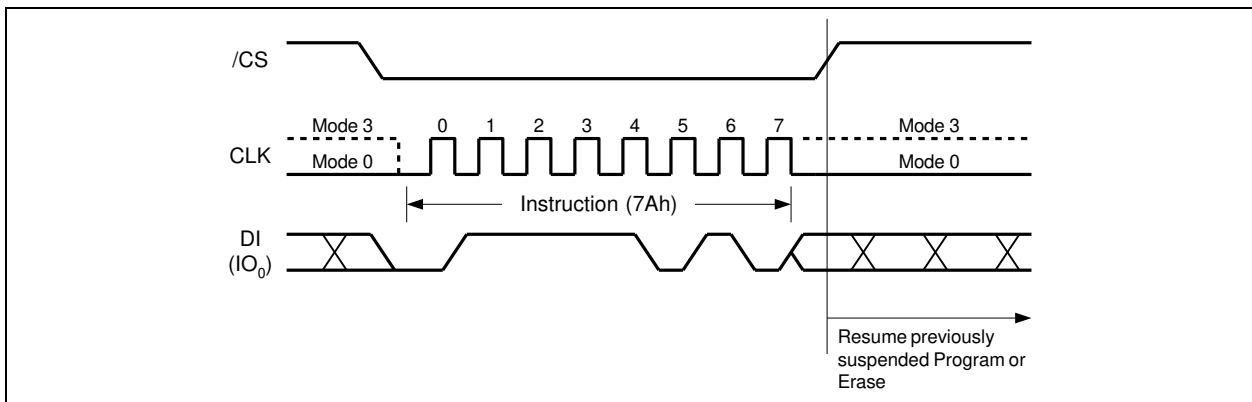 /CS
Mode 3 0 1 2 3 4 5 6 7 Mode 3
CLK
Mode 0 Mode 0
Instruction (7Ah)
DI
(IO0)
Resume previously
suspended Program or
Erase